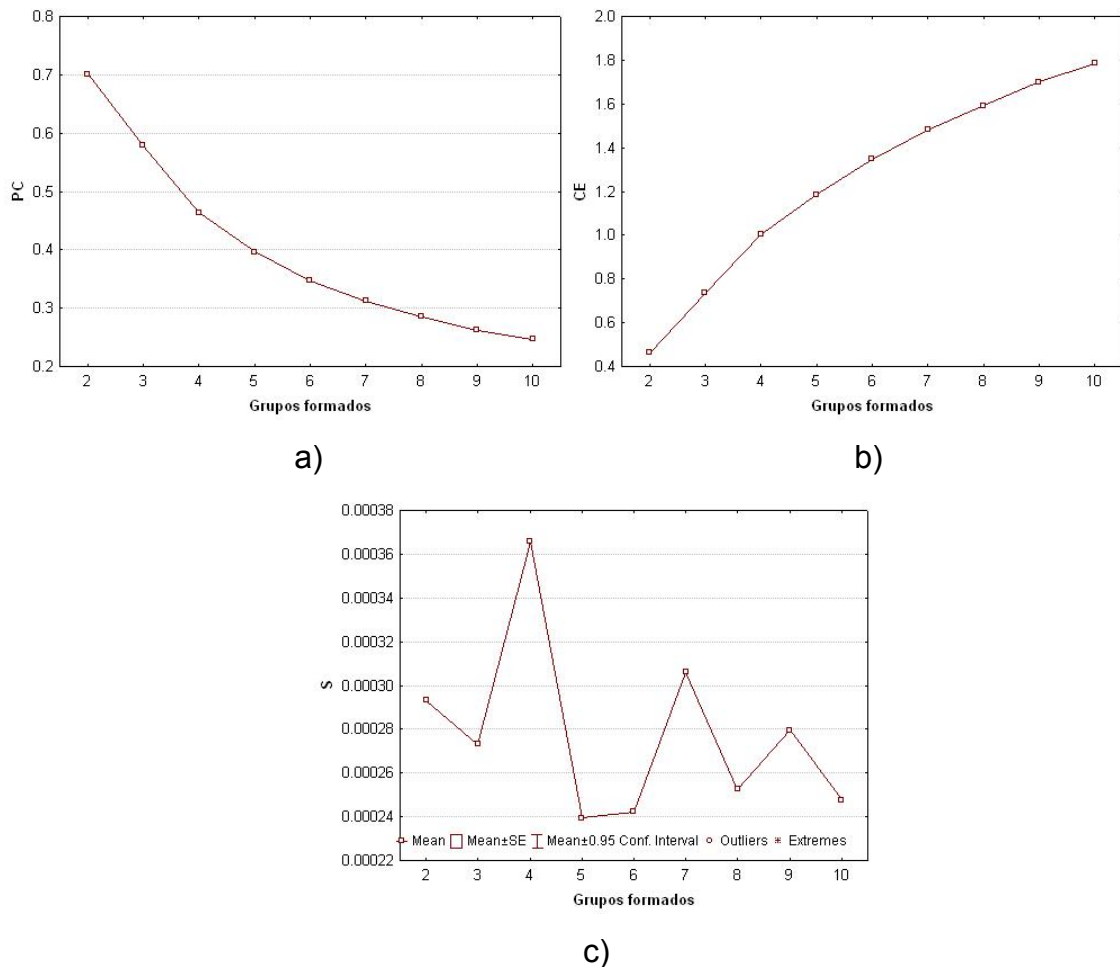 0.8
0.7
0.6
0.5
0.4
0.3
0.2
PC
2 3 4 5 6 7 8 9 10
Grupos formados
a)
2.0
1.8
1.6
1.4
1.2
1.0
0.8
0.6
0.4
CE
2 3 4 5 6 7 8 9 10
Grupos formados
b)
0.00038
0.00036
0.00034
0.00032
0.00030
0.00028
0.00026
0.00024
0.00022
S
Mean Mean±SE Mean±0.95 Conf. Interval Outliers Extremes
2 3 4 5 6 7 8 9 10
Grupos formados
c)